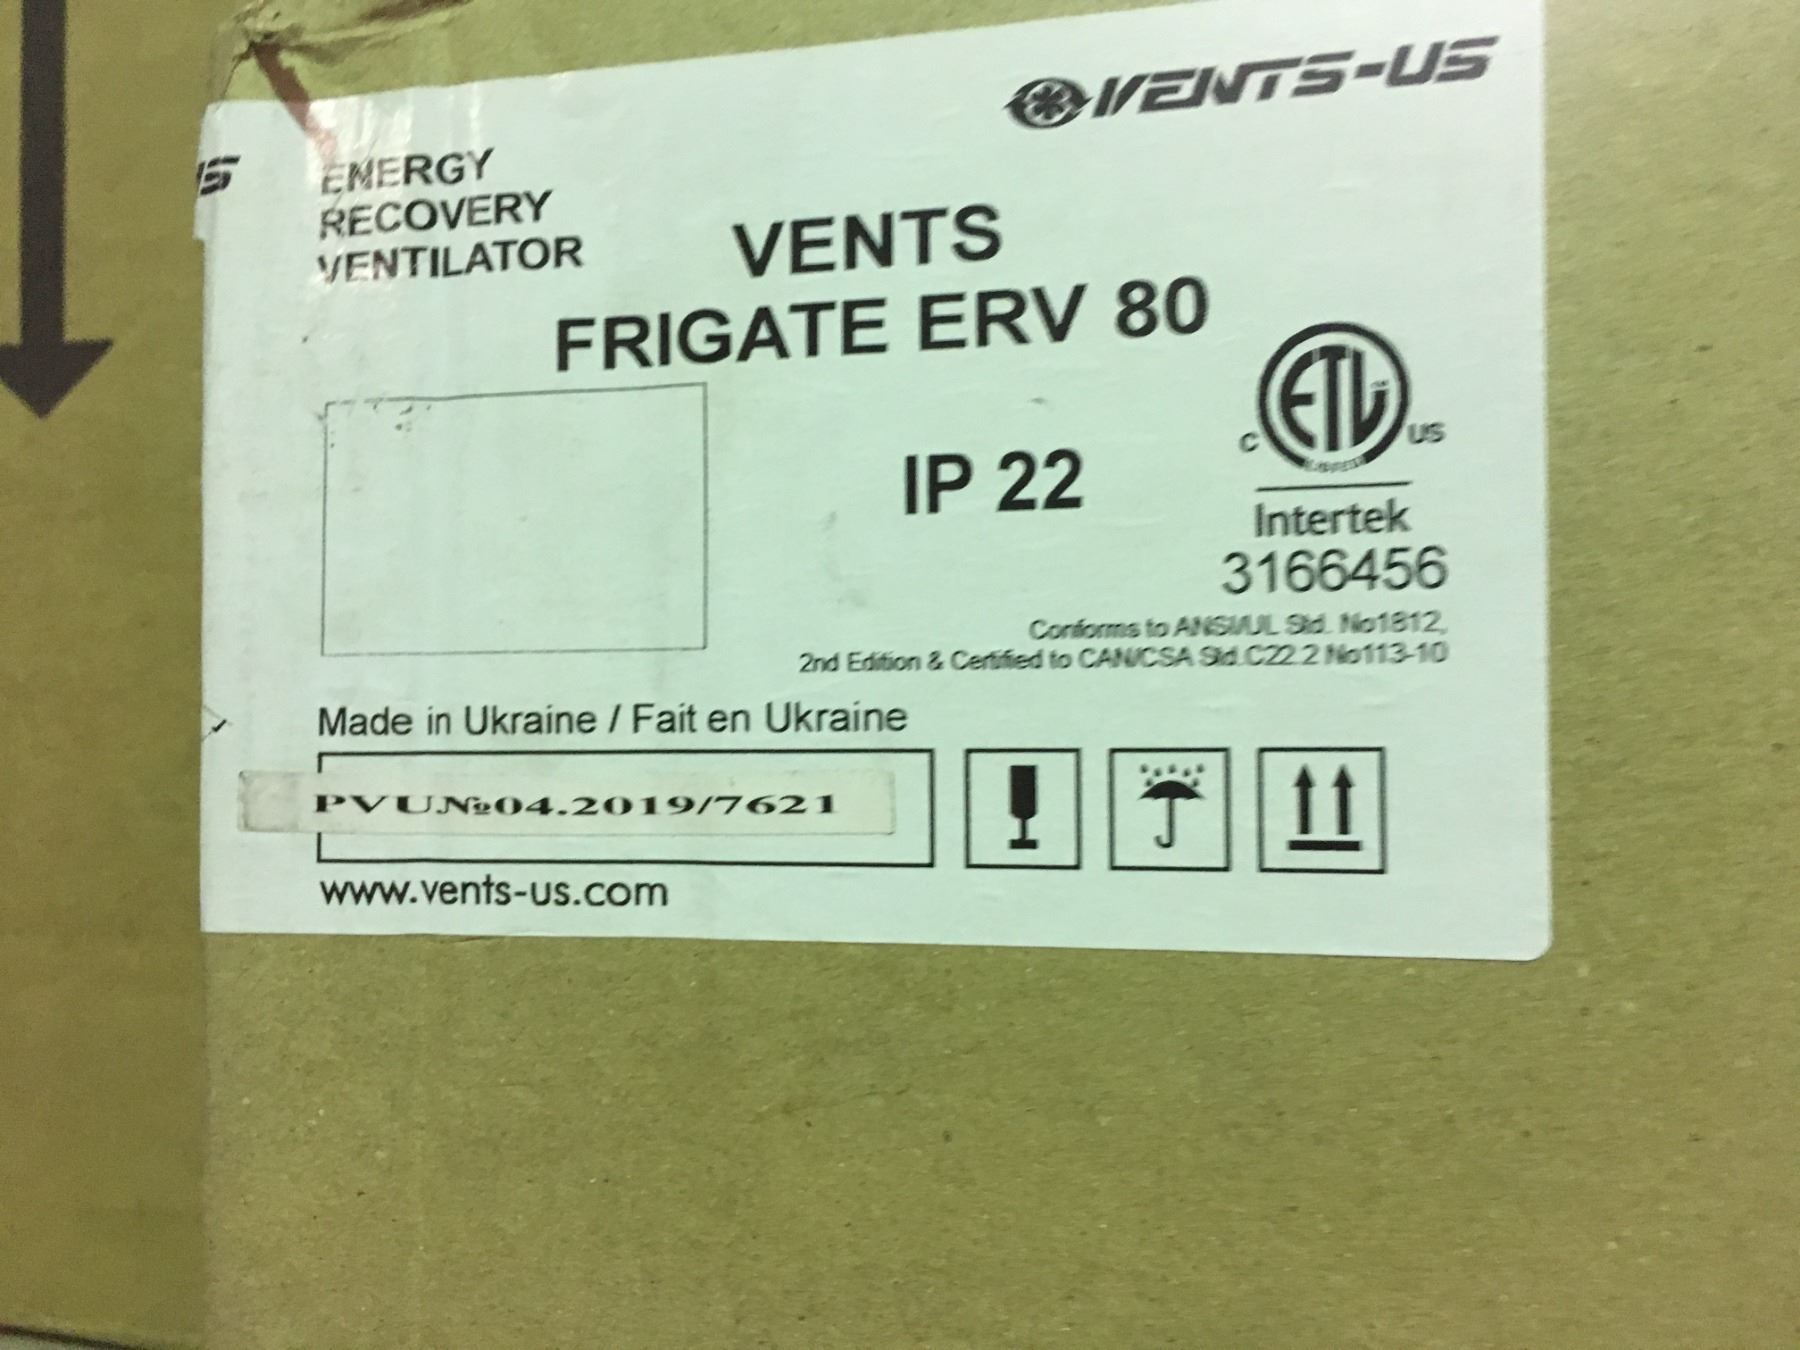 VENTS-US
US
ENERGY
RECOVERY
VENTILATOR
VENTS
FRIGATE ERV 80
ETL
C US
IP 22
Intertek
3166456
Conforms to ANSI/UL Std. No1812,
2nd Edition & Certified to CAN/CSA Std.C22.2 No113-10
Made in Ukraine / Fait en Ukraine
PVU№04.2019/7621
www.vents-us.com